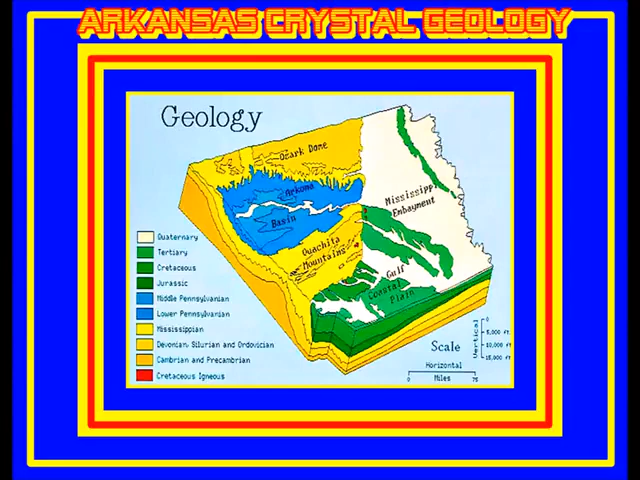 ARKANSAS CRYSTAL GEOLOGY
Geology
Ozark Dome
Arkoma
Basin
Mississippi
Embayment
Ouachita
Mountains
Gulf
Coastal
Plain
Quaternary
Tertiary
Cretaceous
Jurassic
Middle Pennsylvanian
Lower Pennsylvanian
Mississippian
Devonian, Silurian and Ordovician
Cambrian and Precambrian
Cretaceous Igneous
Scale
Horizontal
0 75
Miles
Vertical
0
5,000 ft
10,000 ft
15,000 ft